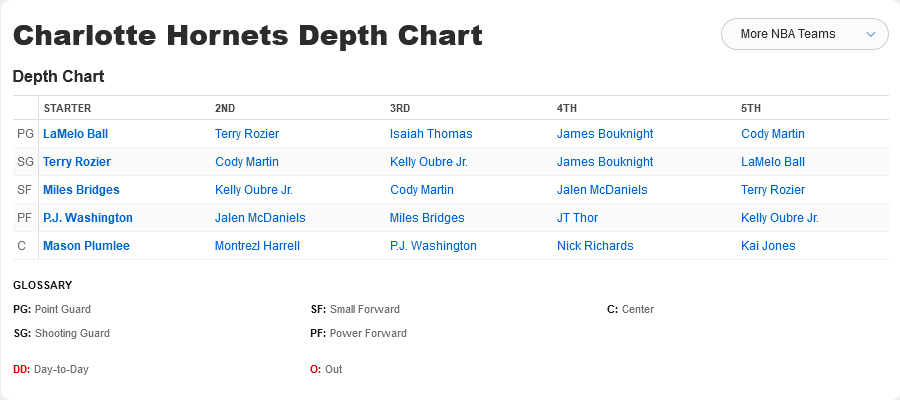 Charlotte Hornets Depth Chart
More NBA Teams
Depth Chart
STARTER 2ND 3RD 4TH 5TH
PG LaMelo Ball Terry Rozier Isaiah Thomas James Bouknight Cody Martin
SG Terry Rozier Cody Martin Kelly Oubre Jr. James Bouknight LaMelo Ball
SF Miles Bridges Kelly Oubre Jr. Cody Martin Jalen McDaniels Terry Rozier
PF P.J. Washington Jalen McDaniels Miles Bridges JT Thor Kelly Oubre Jr.
C Mason Plumlee Montrezl Harrell P.J. Washington Nick Richards Kai Jones
GLOSSARY
PG: Point Guard SF: Small Forward C: Center
SG: Shooting Guard PF: Power Forward
DD: Day-to-Day O: Out